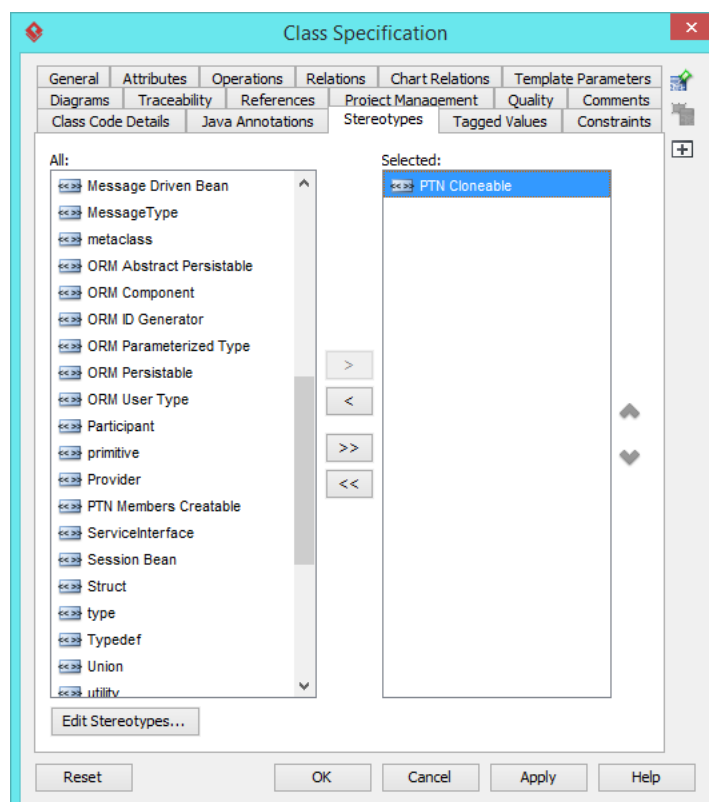 Class Specification
General Attributes Operations Relations Chart Relations Template Parameters
Diagrams Traceability References Project Management Quality Comments
Class Code Details Java Annotations Stereotypes Tagged Values Constraints
All:
Selected:
<<>> Message Driven Bean
<<>> MessageType
<<>> metaclass
<<>> ORM Abstract Persistable
<<>> ORM Component
<<>> ORM ID Generator
<<>> ORM Parameterized Type
<<>> ORM Persistable
<<>> ORM User Type
<<>> Participant
<<>> primitive
<<>> Provider
<<>> PTN Members Creatable
<<>> ServiceInterface
<<>> Session Bean
<<>> Struct
<<>> type
<<>> Typedef
<<>> Union
<<>> utility
>
<
>>
<<
<<>> PTN Cloneable
Edit Stereotypes...
Reset OK Cancel Apply Help